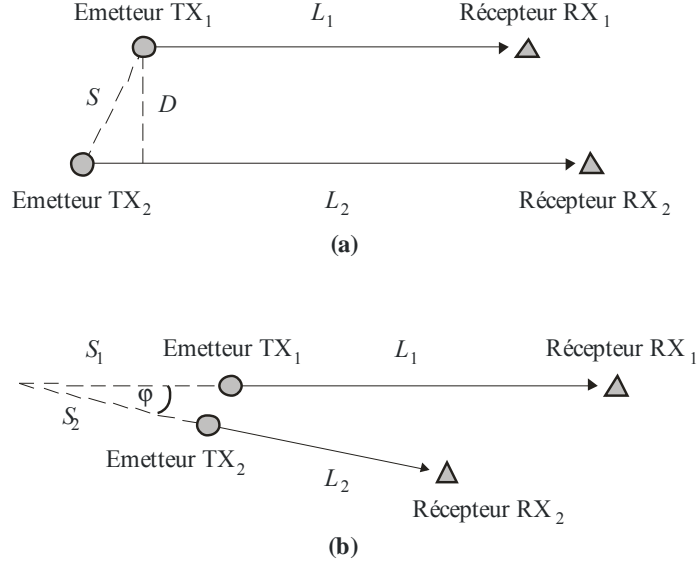 Emetteur TX1 L1 Récepteur RX1
S D
Emetteur TX2 L2 Récepteur RX2
(a)
S1 Emetteur TX1 L1 Récepteur RX1
φ
S2
Emetteur TX2 L2
Récepteur RX2
(b)